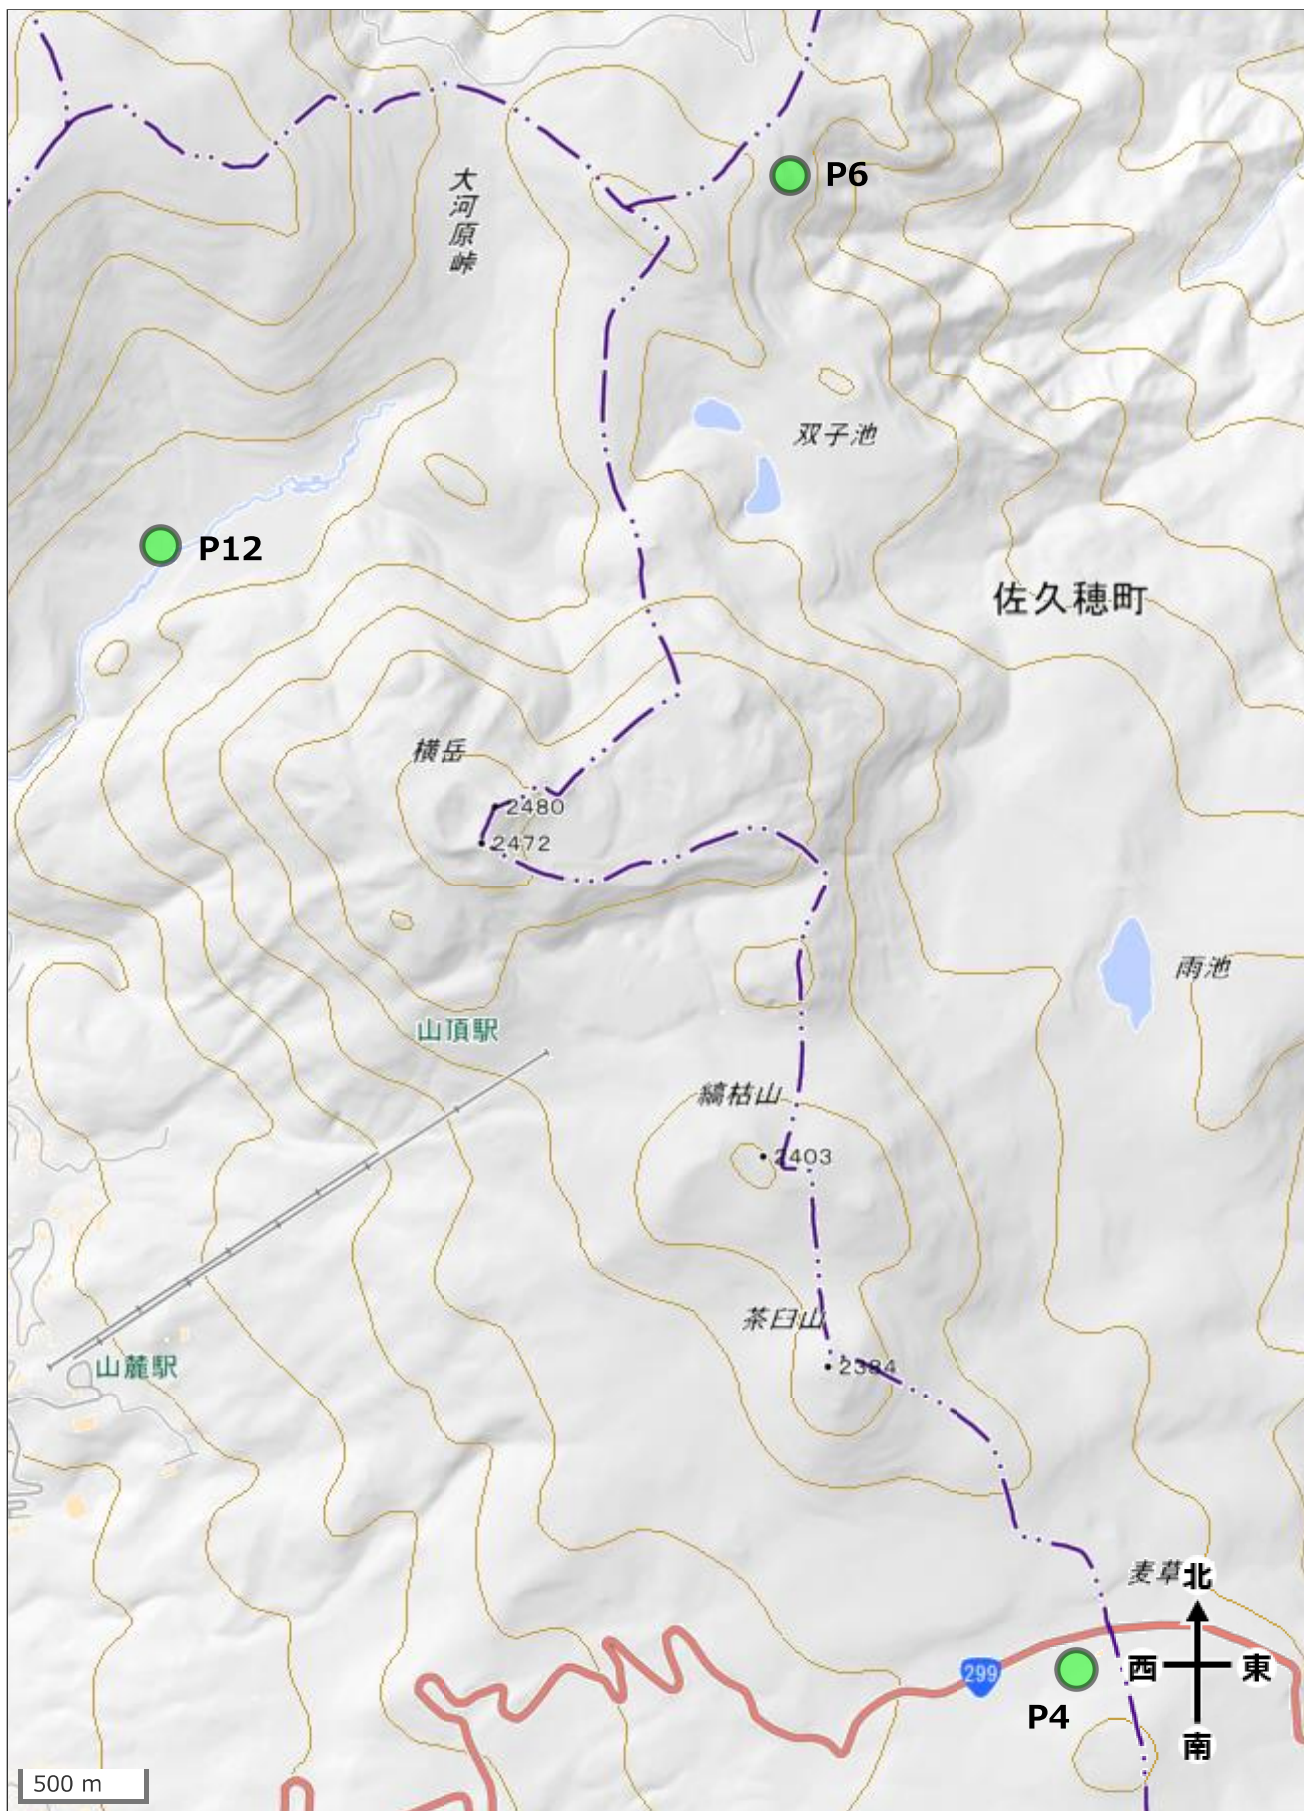 大河原峠
P6
双子池
P12
佐久穂町
横岳
2480
2472
雨池
山頂駅
縞枯山
2403
茶臼山
2384
山麓駅
麦草
北
西
東
南
299
P4
500 m